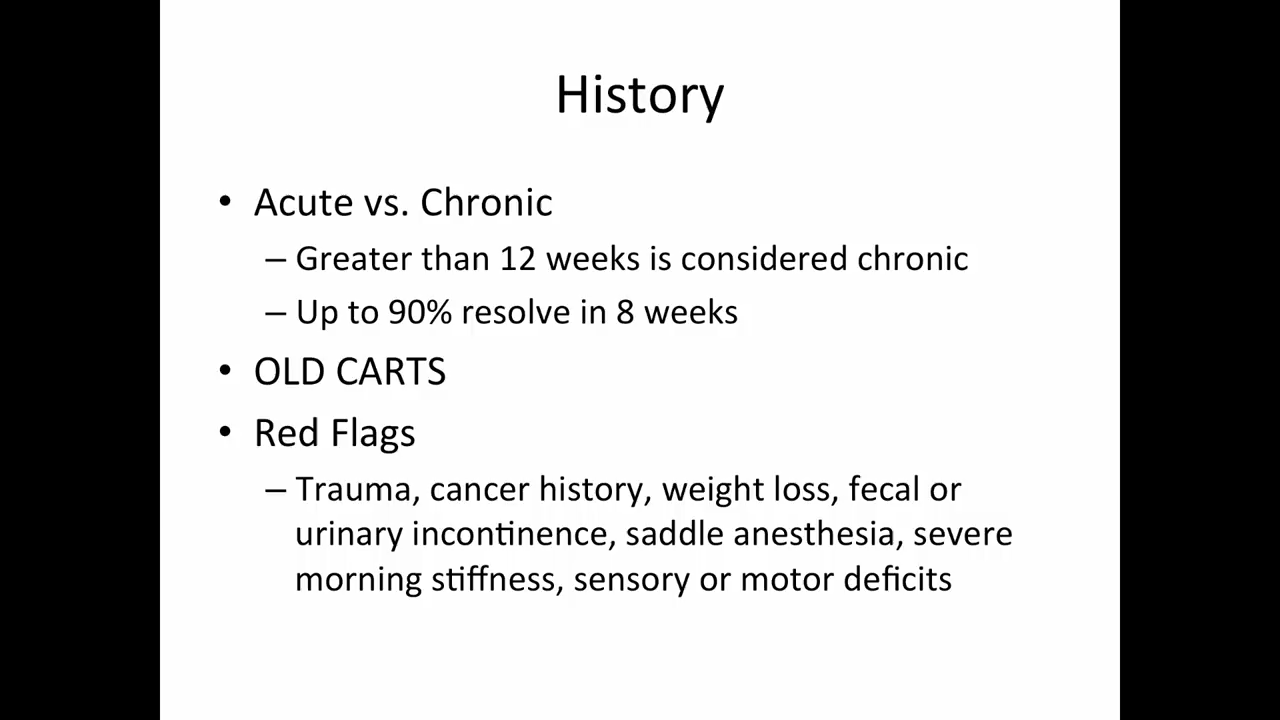 History
• Acute vs. Chronic
– Greater than 12 weeks is considered chronic
– Up to 90% resolve in 8 weeks
• OLD CARTS
• Red Flags
– Trauma, cancer history, weight loss, fecal or
urinary incontinence, saddle anesthesia, severe
morning stiffness, sensory or motor deficits